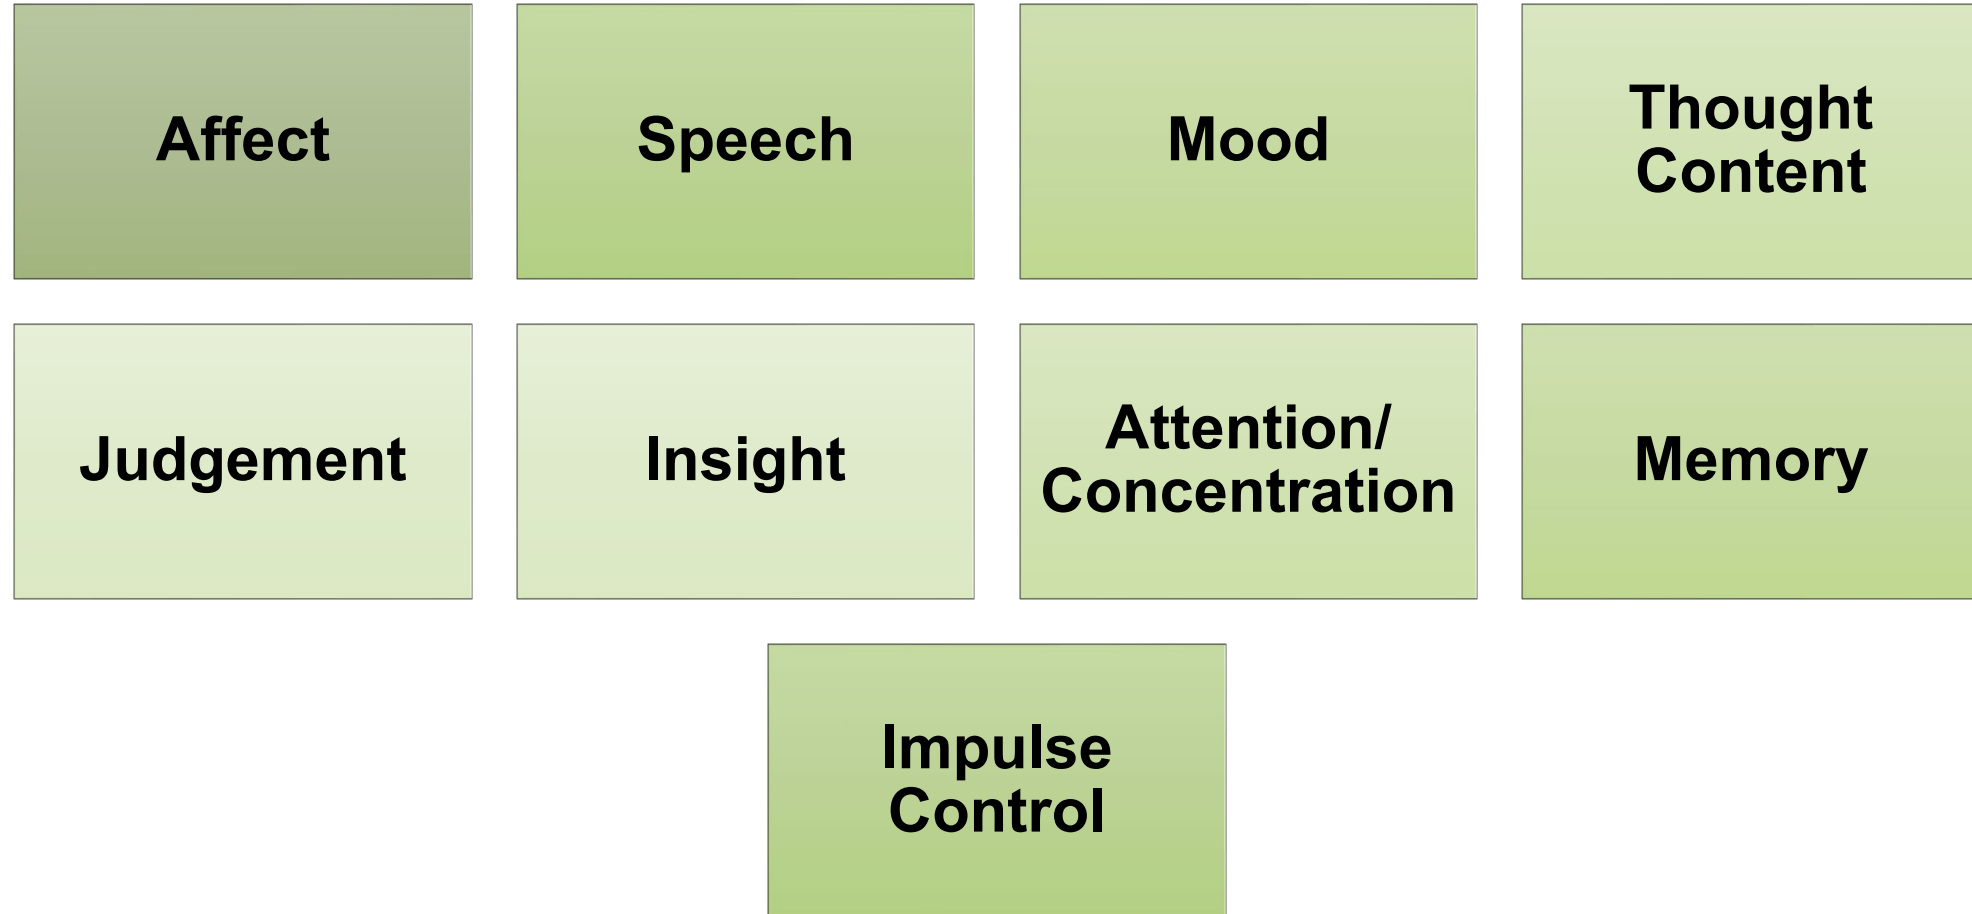 Affect
Speech
Mood
Thought
Content
Judgement
Insight
Attention/
Concentration
Memory
Impulse
Control